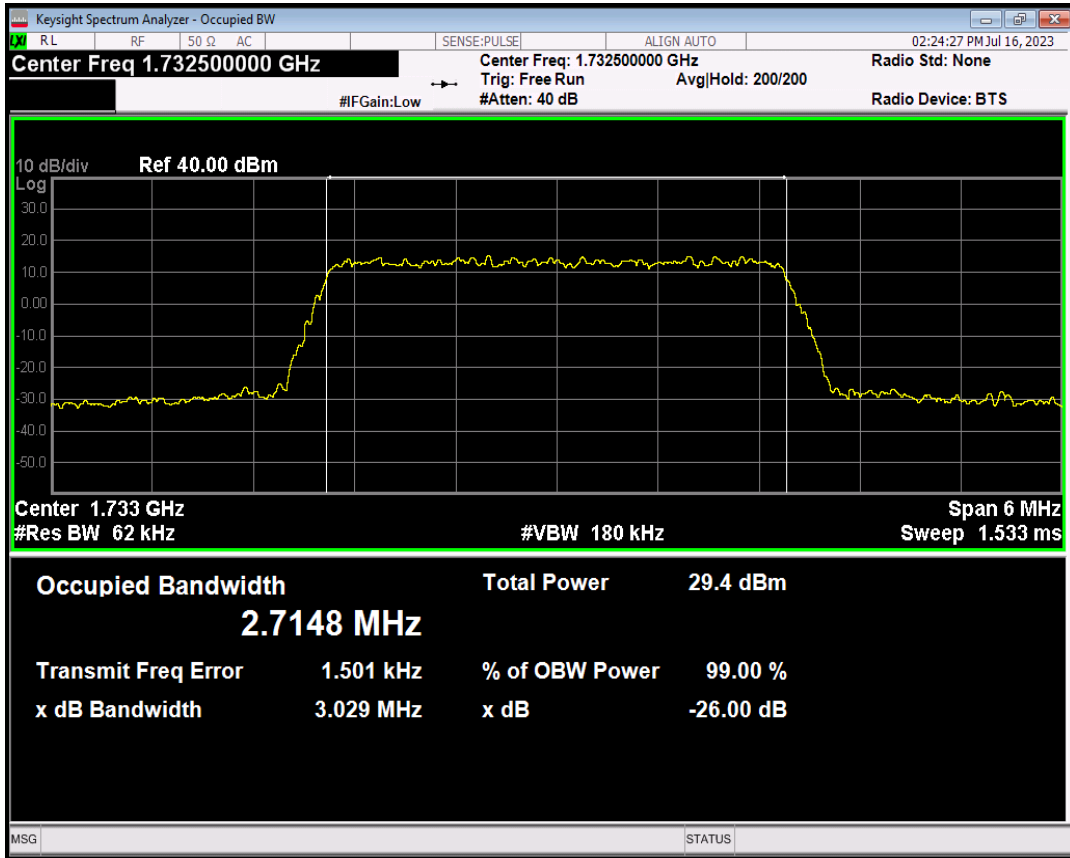 Keysight Spectrum Analyzer - Occupied BW
LXI RL RF 50 Ω AC SENSE:PULSE ALIGN AUTO 02:24:27 PM Jul 16, 2023
Center Freq 1.732500000 GHz Center Freq: 1.732500000 GHz Radio Std: None
Trig: Free Run Avg|Hold: 200/200
#IFGain:Low #Atten: 40 dB Radio Device: BTS
10 dB/div Ref 40.00 dBm
Log
30.0
20.0
10.0
0.00
-10.0
-20.0
-30.0
-40.0
-50.0
Center 1.733 GHz Span 6 MHz
#Res BW 62 kHz #VBW 180 kHz Sweep 1.533 ms
Occupied Bandwidth Total Power 29.4 dBm
2.7148 MHz
Transmit Freq Error 1.501 kHz % of OBW Power 99.00 %
x dB Bandwidth 3.029 MHz x dB -26.00 dB
MSG STATUS